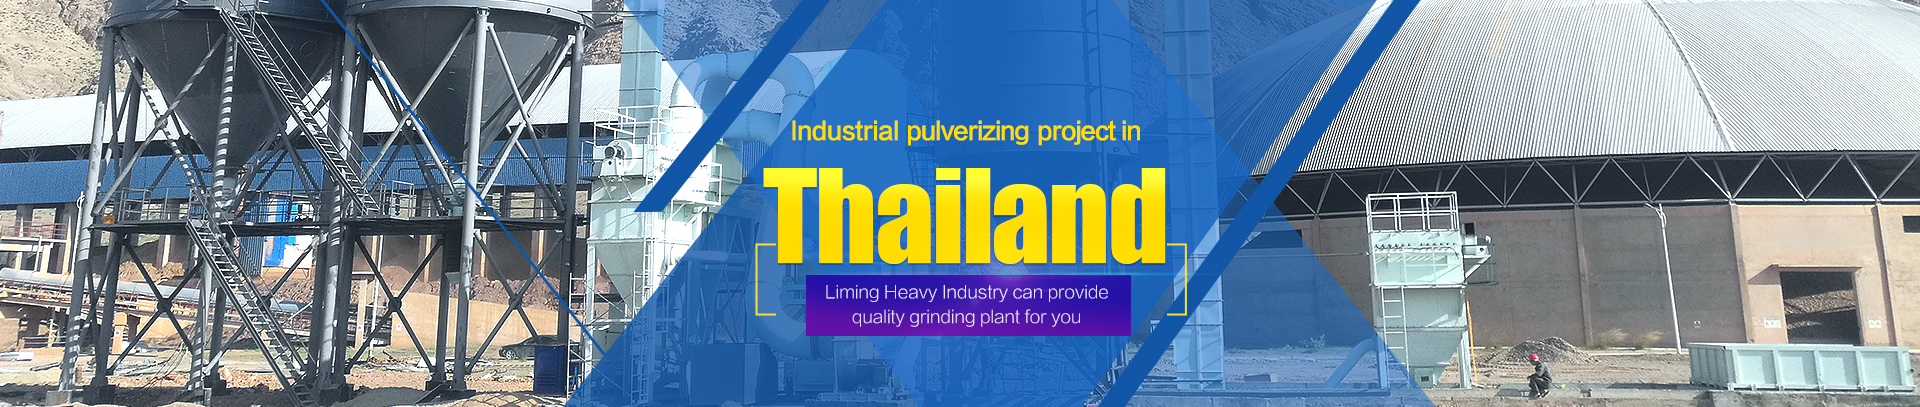 Industrial pulverizing project in
Thailand
Liming Heavy Industry can provide
quality grinding plant for you